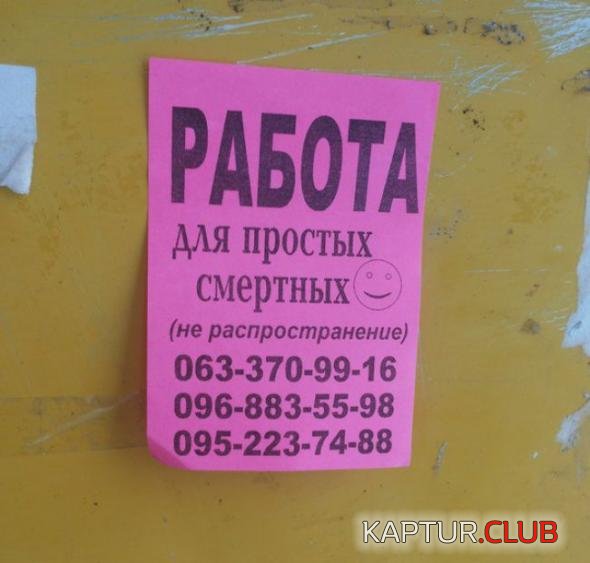 РАБОТА
для простых
смертных
(не распространение)
063-370-99-16
096-883-55-98
095-223-74-88
KAPTUR.CLUB